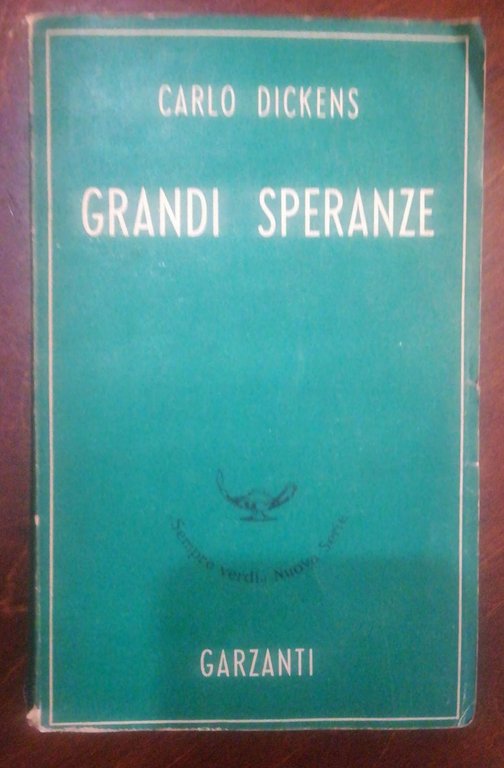 CARLO DICKENS
GRANDI SPERANZE
Sempre verdi. Nuova Serie
GARZANTI